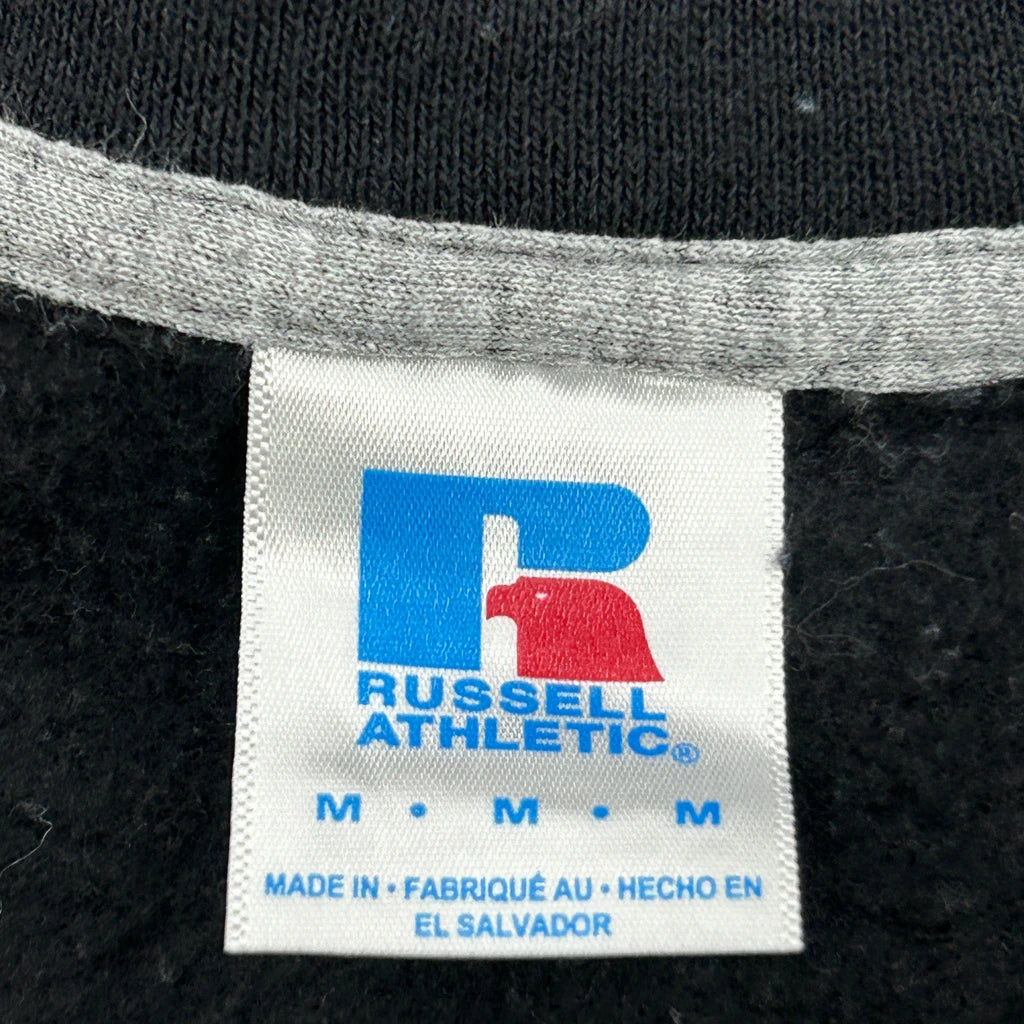 R
RUSSELL
ATHLETIC®
M • M • M
MADE IN • FABRIQUÉ AU • HECHO EN
EL SALVADOR